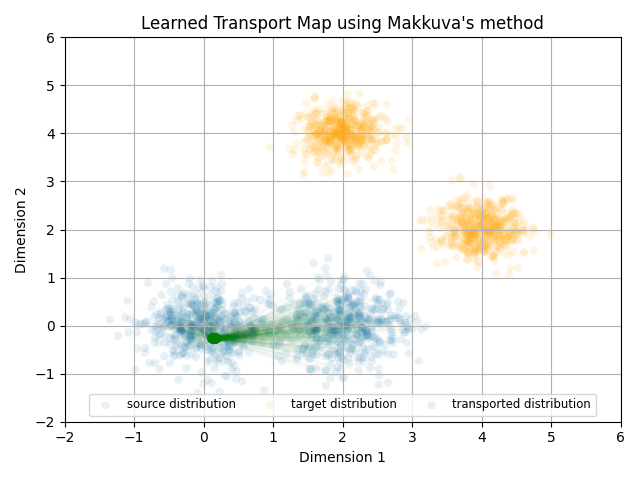 Learned Transport Map using Makkuva's method
6
5
4
3
2
1
0
−1
−2
Dimension 2
source distribution target distribution transported distribution
−2 −1 0 1 2 3 4 5 6
Dimension 1